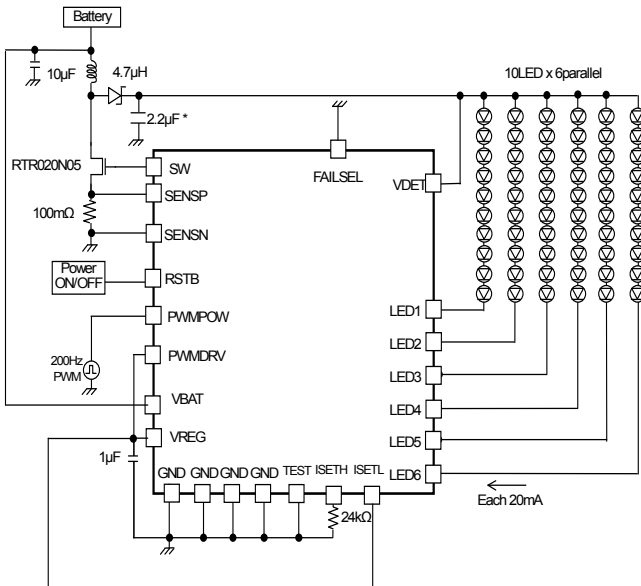 Battery
10µF
4.7µH
2.2µF *
10LED x 6parallel
RTR020N05
100mΩ
Power
ON/OFF
200Hz
PWM
1µF
FAILSEL
SW
SENSP
SENSN
RSTB
PWMPOW
PWMDRV
VBAT
VREG
VDET
LED1
LED2
LED3
LED4
LED5
LED6
GND GND GND GND TEST ISETH ISETL
24kΩ
Each 20mA